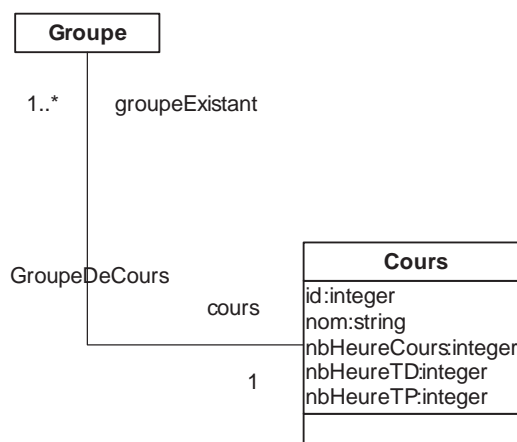 Groupe
1..* groupeExistant
GroupeDeCours
cours
1
Cours
id:integer
nom:string
nbHeureCours:integer
nbHeureTD:integer
nbHeureTP:integer